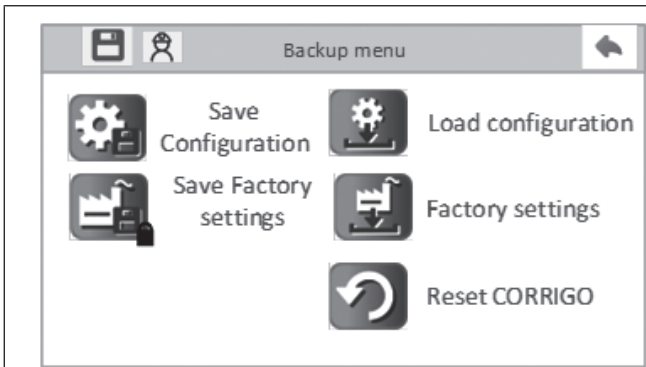 Backup menu
Save
Configuration
Load configuration
Save Factory
settings
Factory settings
Reset CORRIGO